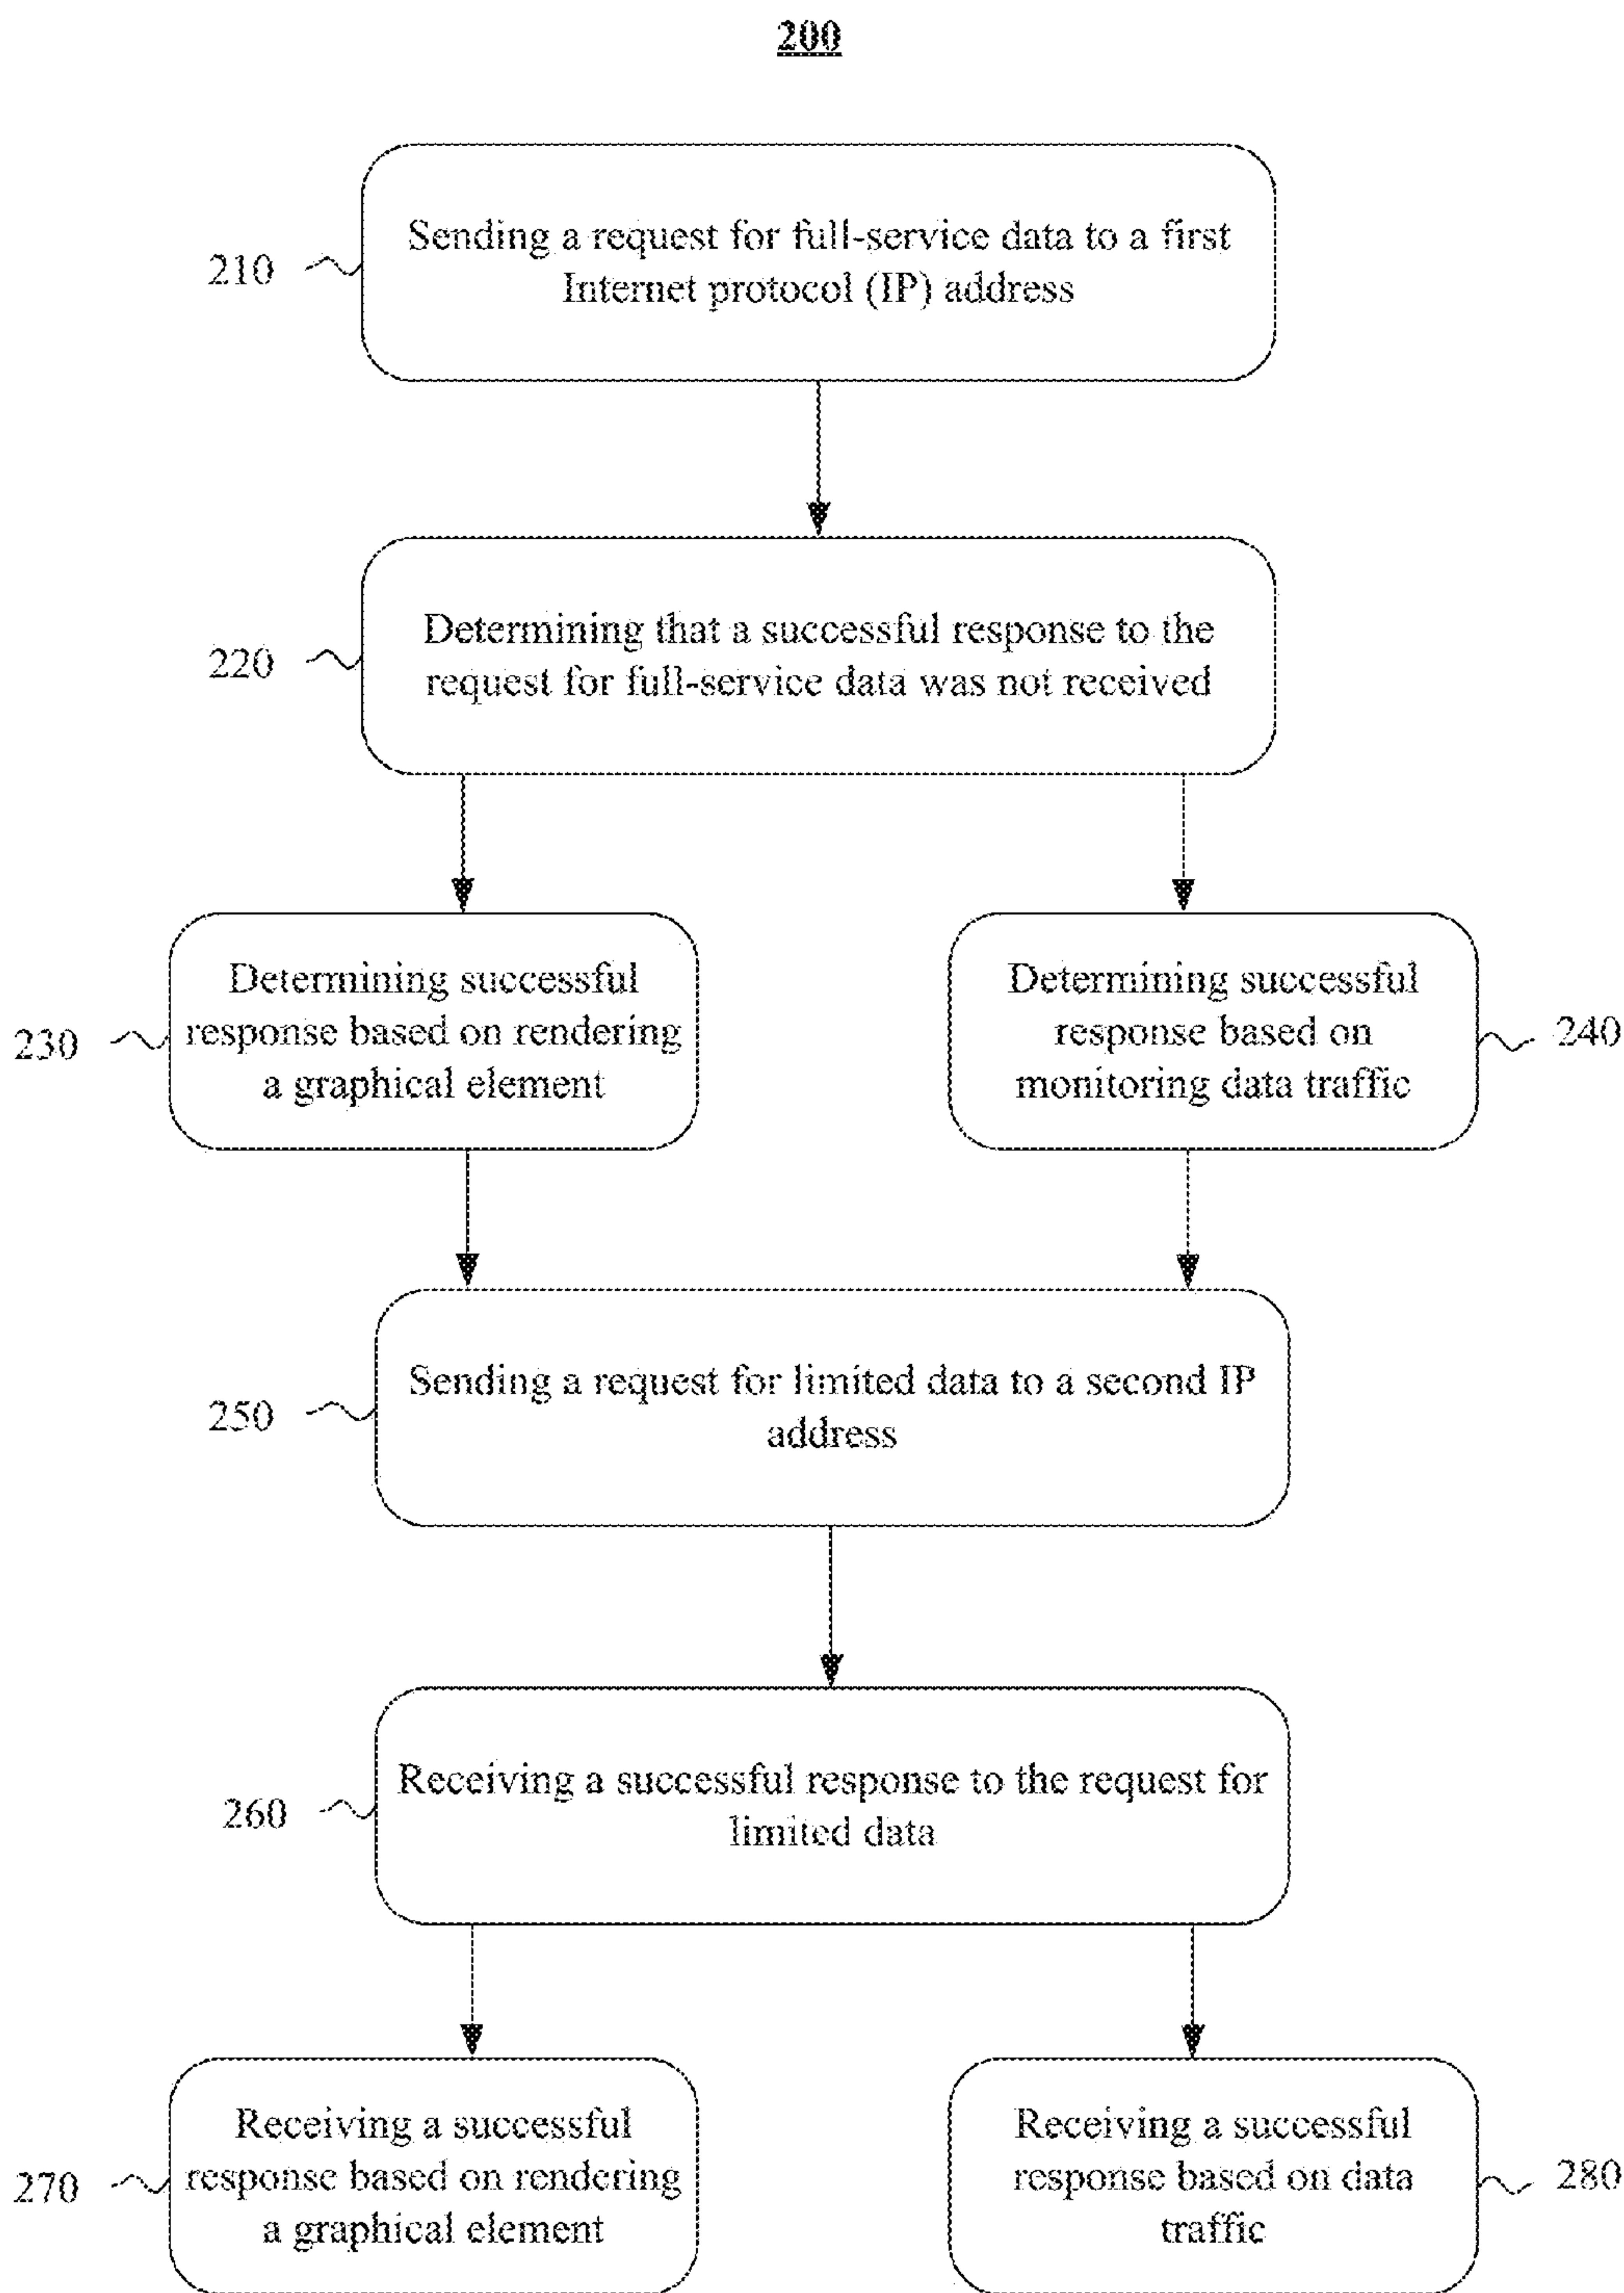 200
Sending a request for full-service data to a first
Internet protocol (IP) address
210
Determining that a successful response to the
request for full-service data was not received
220
Determining successful
response based on rendering
a graphical element
230
Determining successful
response based on
monitoring data traffic
240
Sending a request for limited data to a second IP
address
250
Receiving a successful response to the request for
limited data
260
Receiving a successful
response based on rendering
a graphical element
270
Receiving a successful
response based on data
traffic
280